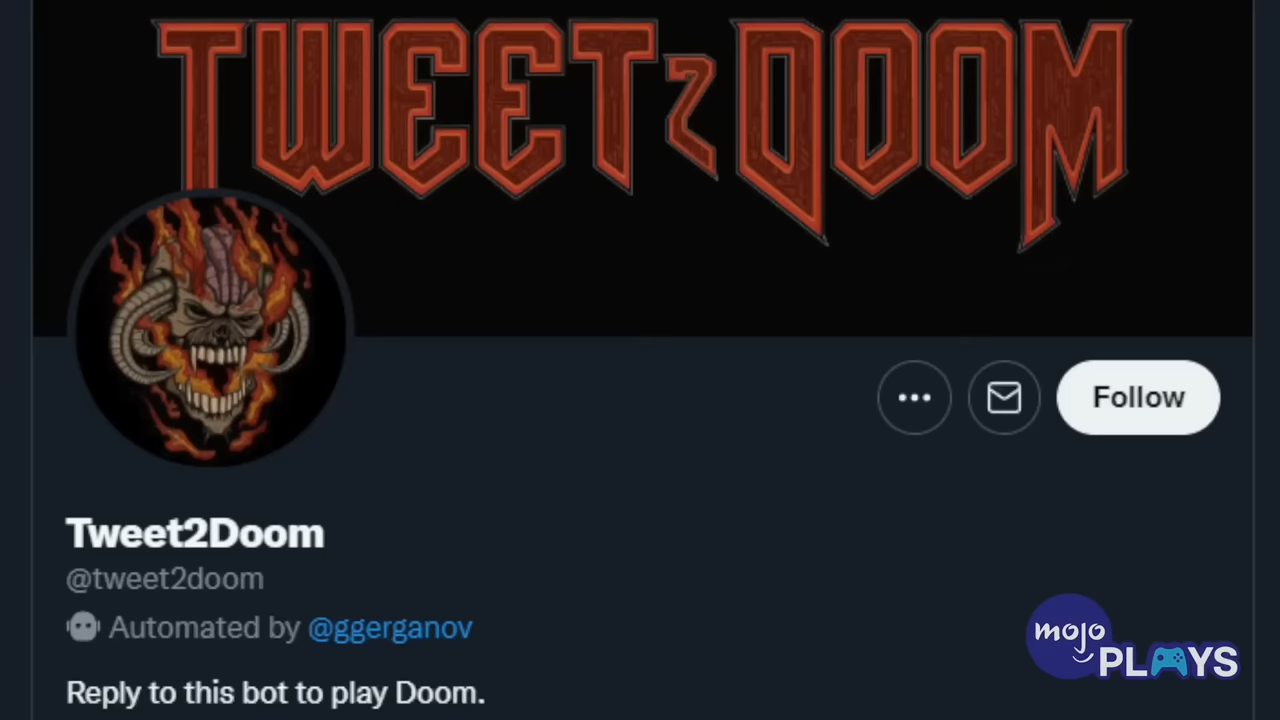 TWEET2DOOM
Follow
Tweet2Doom
@tweet2doom
Automated by @ggerganov
Reply to this bot to play Doom.
mojo
PLAYS